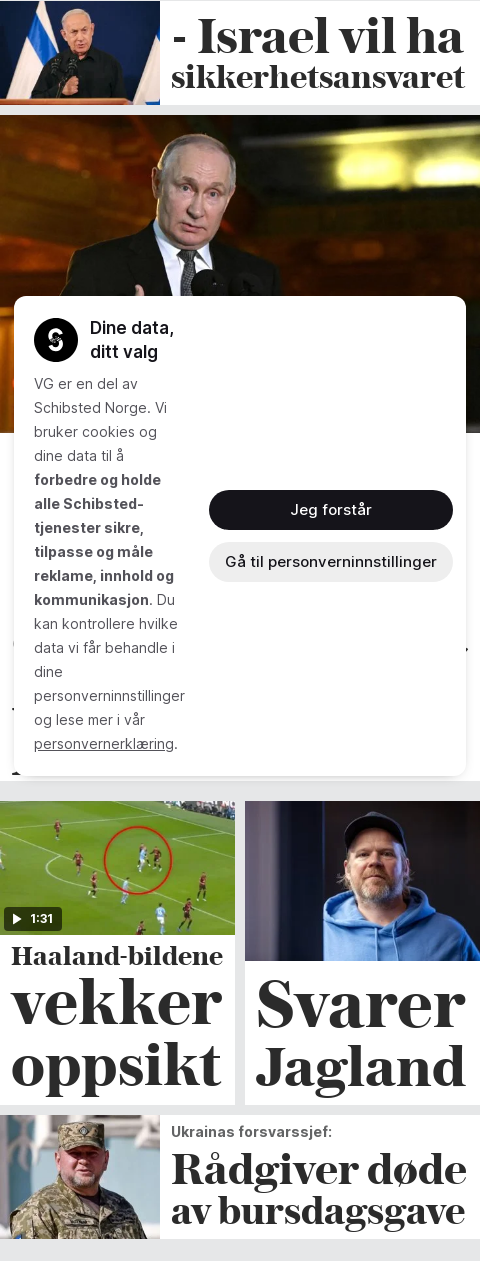 - Israel vil ha
sikkerhetsansvaret
Dine data,
ditt valg
VG er en del av
Schibsted Norge. Vi
bruker cookies og
dine data til å
forbedre og holde
alle Schibsted-
tjenester sikre,
tilpasse og måle
reklame, innhold og
kommunikasjon. Du
kan kontrollere hvilke
data vi får behandle i
dine
personverninnstillinger
og lese mer i vår
personvernerklæring.
Jeg forstår
Gå til personverninnstillinger
1:31
Haaland-bildene
vekker
oppsikt
Svarer
Jagland
Ukrainas forsvarssjef:
Rådgiver døde
av bursdagsgave